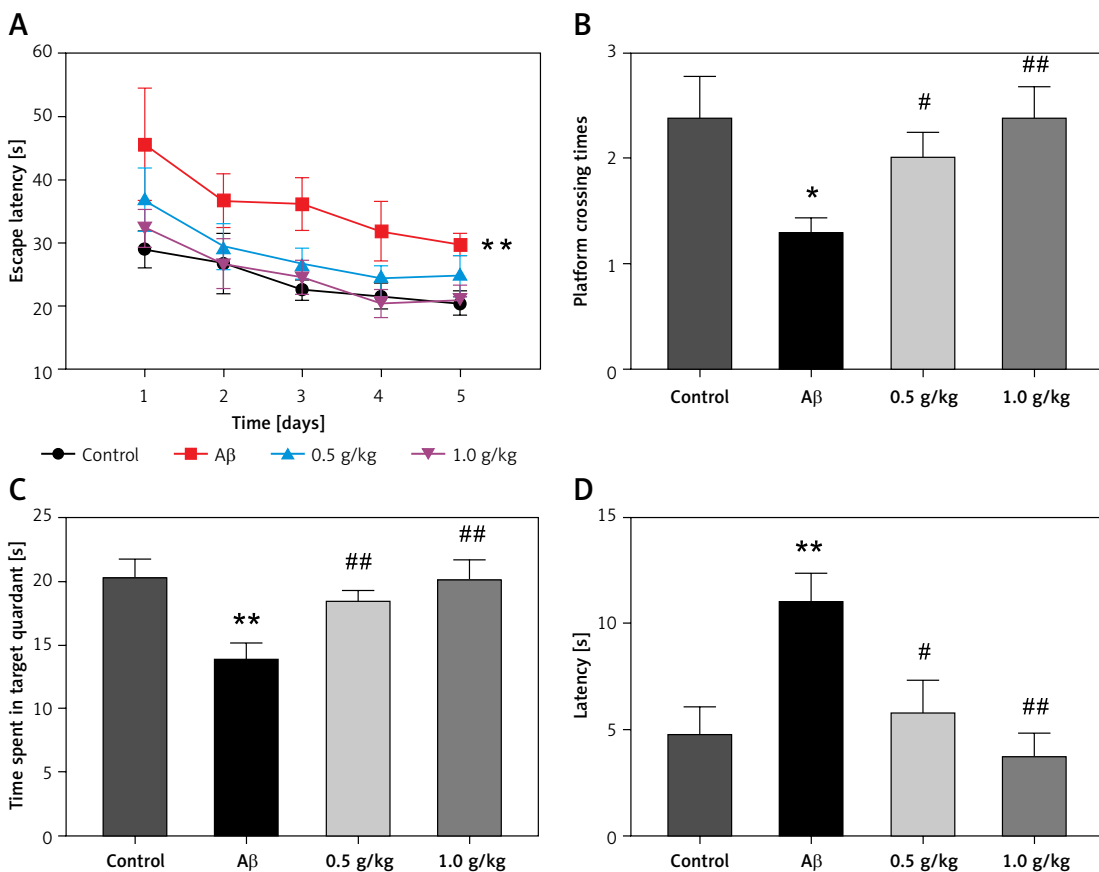 A
Escape latency [s]
60
50
40
30
20
10
**
1 2 3 4 5
Time [days]
Control Aβ 0.5 g/kg 1.0 g/kg
B
Platform crossing times
3
2
1
0
*
#
##
Control Aβ 0.5 g/kg 1.0 g/kg
C
Time spent in target quardant [s]
25
20
15
10
5
0
**
##
##
Control Aβ 0.5 g/kg 1.0 g/kg
D
Latency [s]
15
10
5
0
**
#
##
Control Aβ 0.5 g/kg 1.0 g/kg